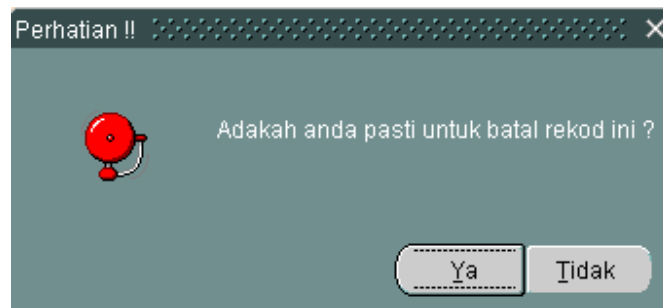 Perhatian !!
Adakah anda pasti untuk batal rekod ini ?
Ya
Tidak